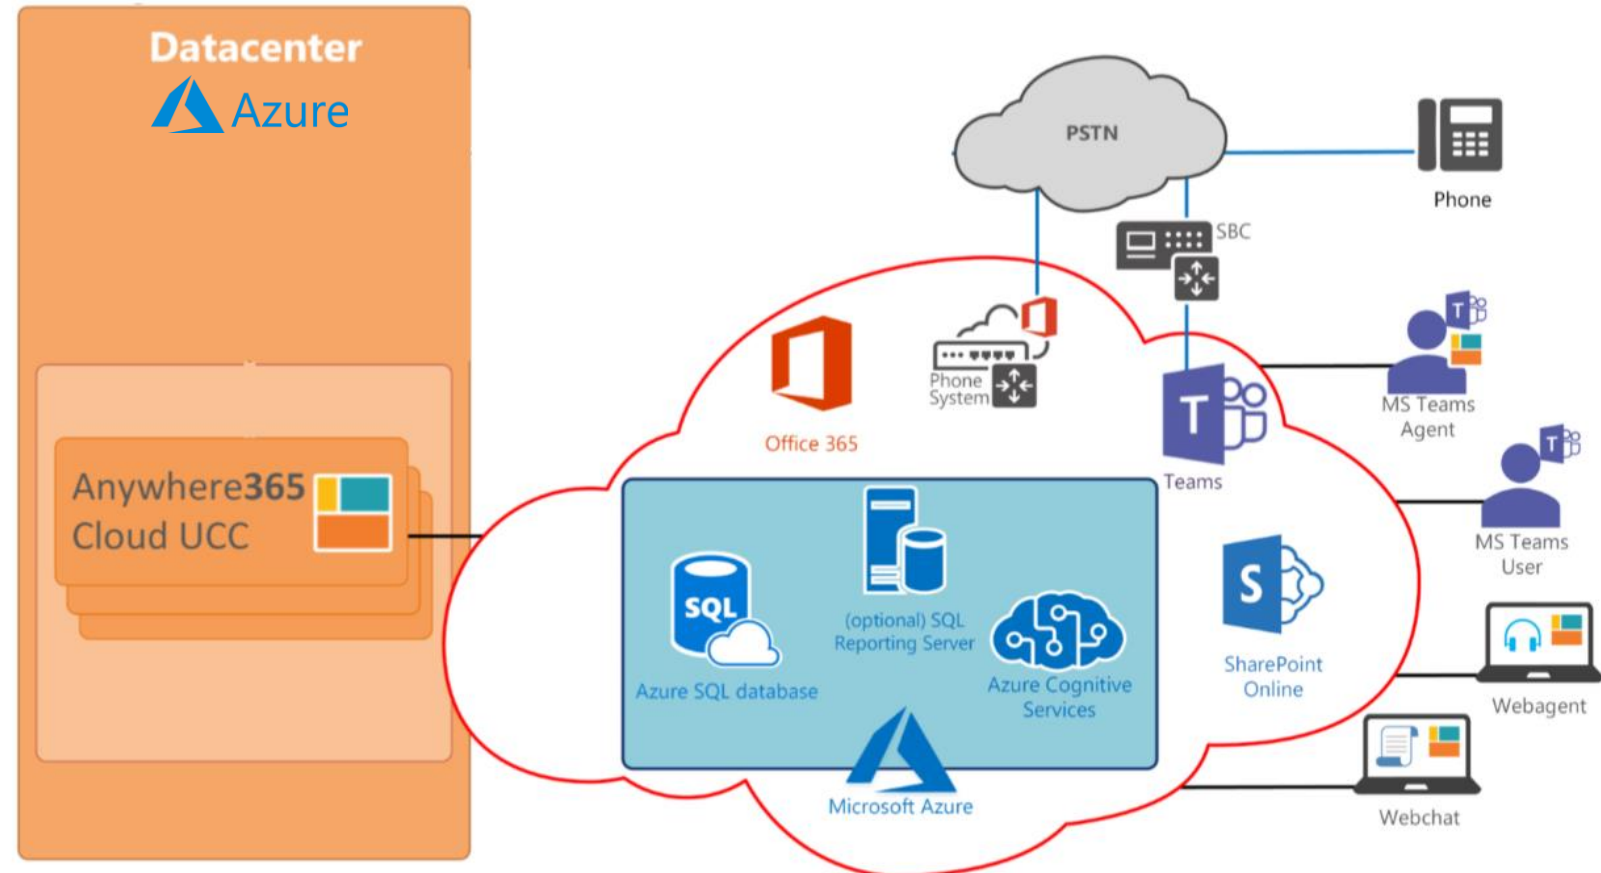 Datacenter
Azure
Anywhere365
Cloud UCC
PSTN
Phone
SBC
Phone
System
Office 365
T
Teams
T
MS Teams
Agent
T
MS Teams
User
SQL
Azure SQL database
(optional) SQL
Reporting Server
Azure Cognitive
Services
Microsoft Azure
S
SharePoint
Online
Webagent
Webchat